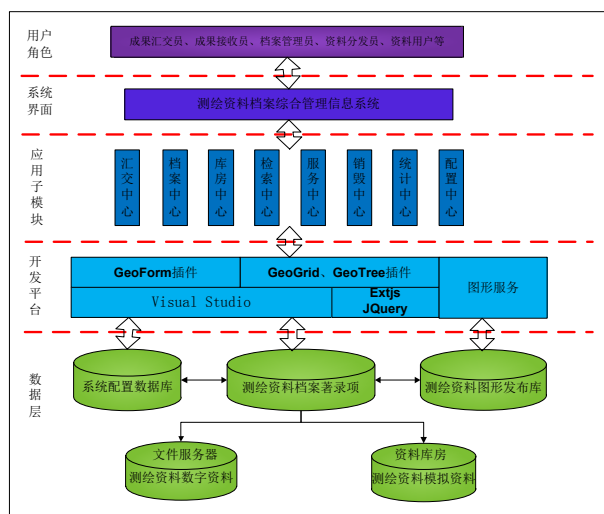 用户
角色
成果汇交员、成果接收员、档案管理员、资料分发员、资料用户等
系统
界面
测绘资料档案综合管理信息系统
应用子模块
汇交中心
档案中心
库房中心
检索中心
服务中心
销毁中心
统计中心
配置中心
开发平台
GeoForm插件
GeoGrid、GeoTree插件
图形服务
Visual Studio
Extjs
JQuery
数据层
系统配置数据库
测绘资料档案著录项
测绘资料图形发布库
文件服务器
测绘资料数字资料
资料库房
测绘资料模拟资料